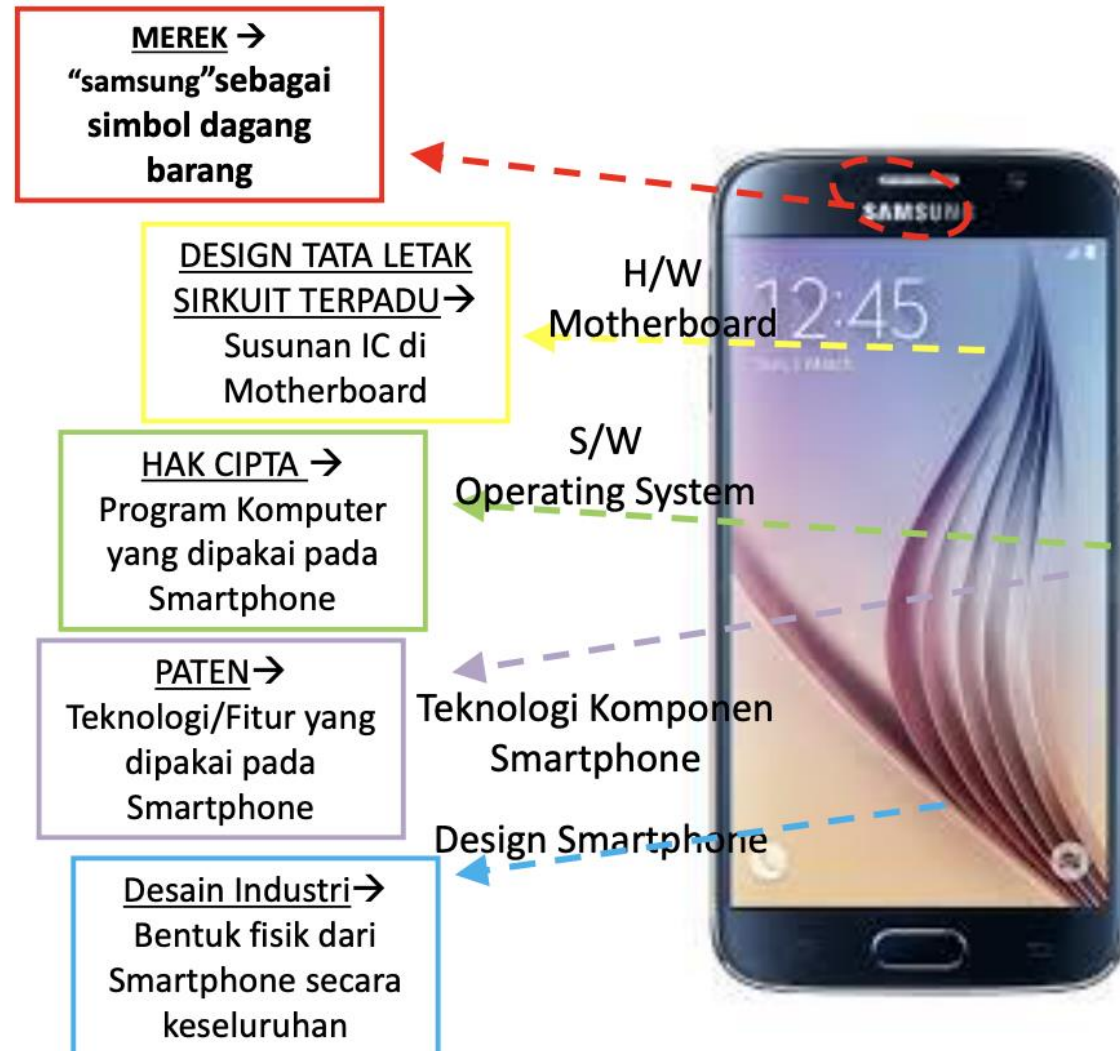 MEREK →
“samsung”sebagai
simbol dagang
barang
SAMSUNG
DESIGN TATA LETAK
SIRKUIT TERPADU→
Susunan IC di
Motherboard
H/W
Motherboard
12:45
HAK CIPTA →
Program Komputer
yang dipakai pada
Smartphone
S/W
Operating System
PATEN→
Teknologi/Fitur yang
dipakai pada
Smartphone
Teknologi Komponen
Smartphone
Desain Industri→
Bentuk fisik dari
Smartphone secara
keseluruhan
Design Smartphone